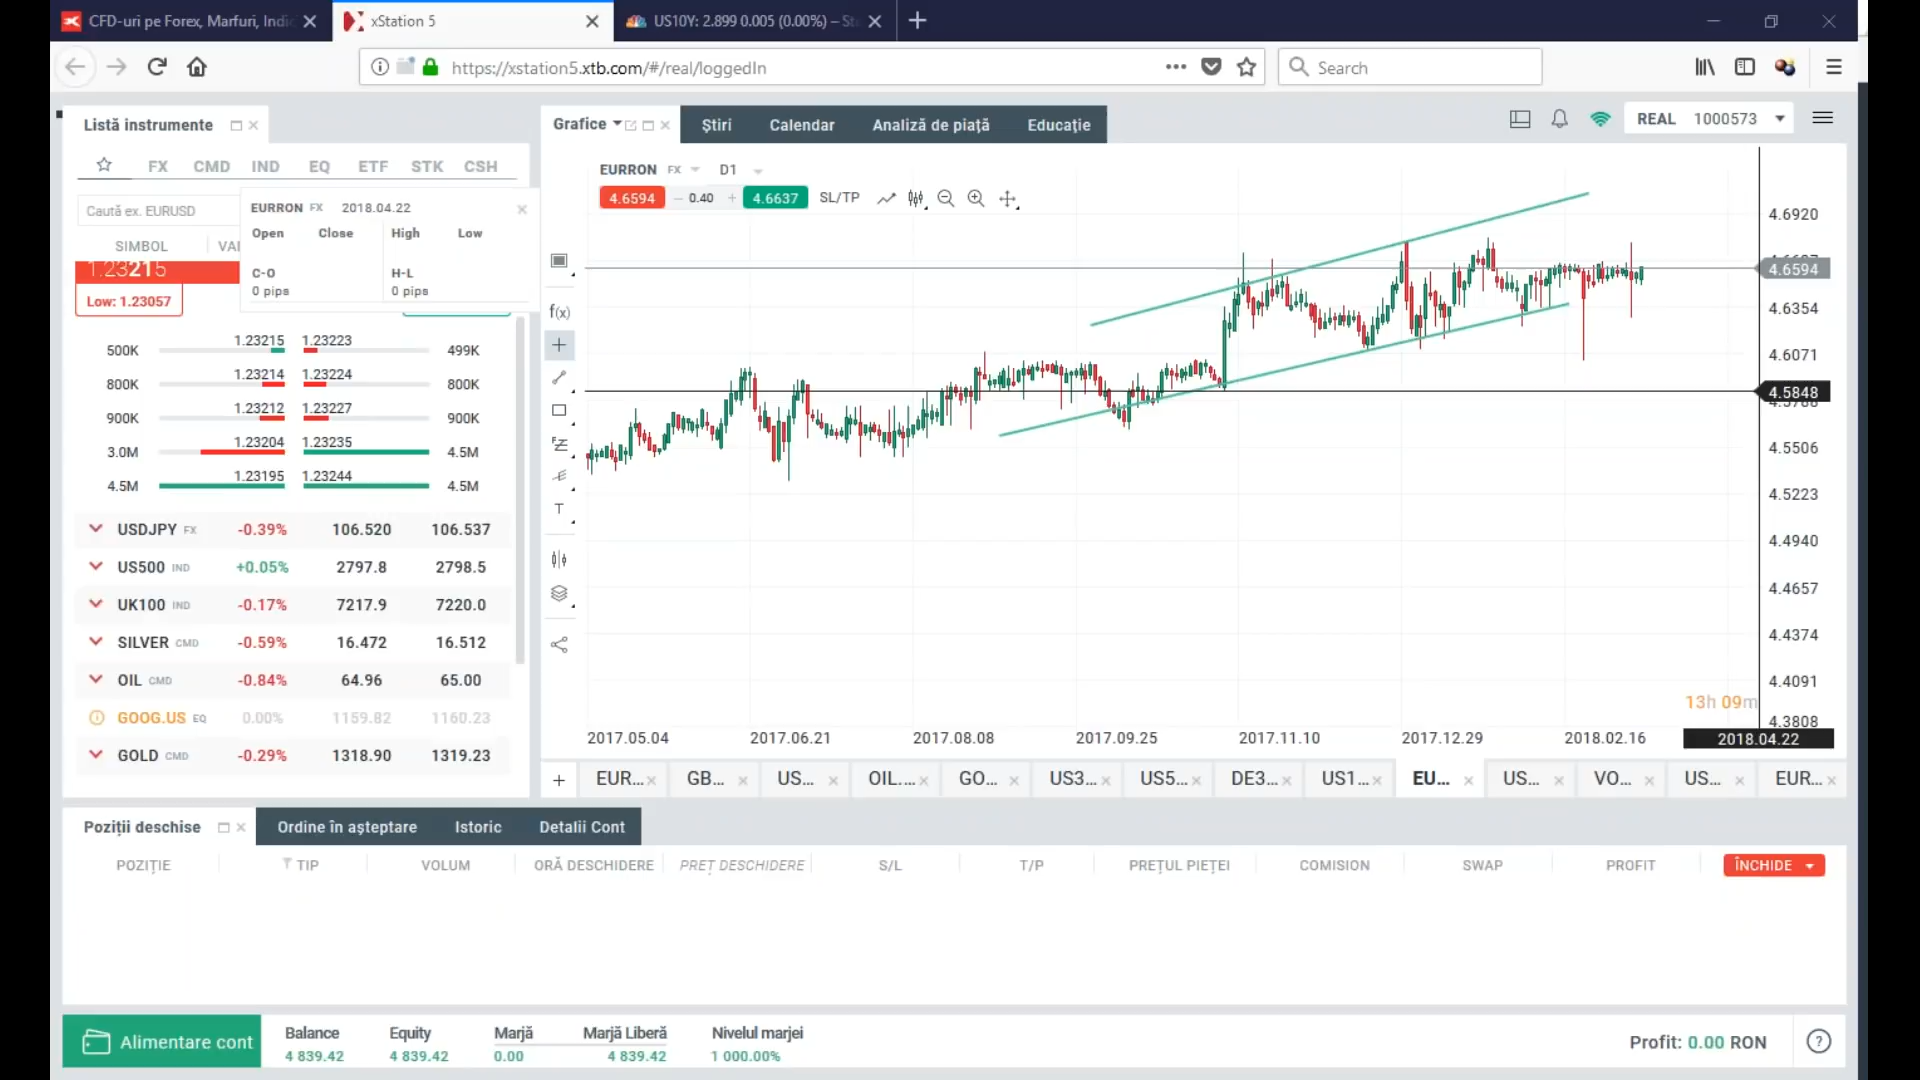 CFD-uri pe Forex, Marfuri, Indic
xStation 5
US10Y: 2.899 0.005 (0.00%) – St
https://xstation5.xtb.com/#/real/loggedIn
Search
Listă instrumente
Grafice
Știri
Calendar
Analiză de piață
Educație
REAL 1000573
FX CMD IND EQ ETF STK CSH
Caută ex. EURUSD
SIMBOL
1.23215
Low: 1.23057
EURRON FX 2018.04.22
Open Close High Low
C-O H-L
0 pips 0 pips
500K 1.23215 1.23223 499K
800K 1.23214 1.23224 800K
900K 1.23212 1.23227 900K
3.0M 1.23204 1.23235 4.5M
4.5M 1.23195 1.23244 4.5M
USDJPY FX -0.39% 106.520 106.537
US500 IND +0.05% 2797.8 2798.5
UK100 IND -0.17% 7217.9 7220.0
SILVER CMD -0.59% 16.472 16.512
OIL CMD -0.84% 64.96 65.00
GOOG.US EQ 0.00% 1159.82 1160.23
GOLD CMD -0.29% 1318.90 1319.23
EURRON FX D1
4.6594 – 0.40 + 4.6637 SL/TP
f(x)
T
4.6920
4.6594
4.6354
4.6071
4.5848
4.5506
4.5223
4.4940
4.4657
4.4374
4.4091
4.3808
13h 09m
2017.05.04 2017.06.21 2017.08.08 2017.09.25 2017.11.10 2017.12.29 2018.02.16 2018.04.22
EUR... GB... US... OIL.... GO... US3... US5... DE3... US1... EU... US... VO... US... EUR...
Poziții deschise
Ordine în așteptare
Istoric
Detalii Cont
POZIȚIE TIP VOLUM ORĂ DESCHIDERE PREȚ DESCHIDERE S/L T/P PREȚUL PIEȚEI COMISION SWAP PROFIT ÎNCHIDE
Alimentare cont
Balance Equity Marjă Marjă Liberă Nivelul marjei
4 839.42 4 839.42 0.00 4 839.42 1 000.00%
Profit: 0.00 RON
?